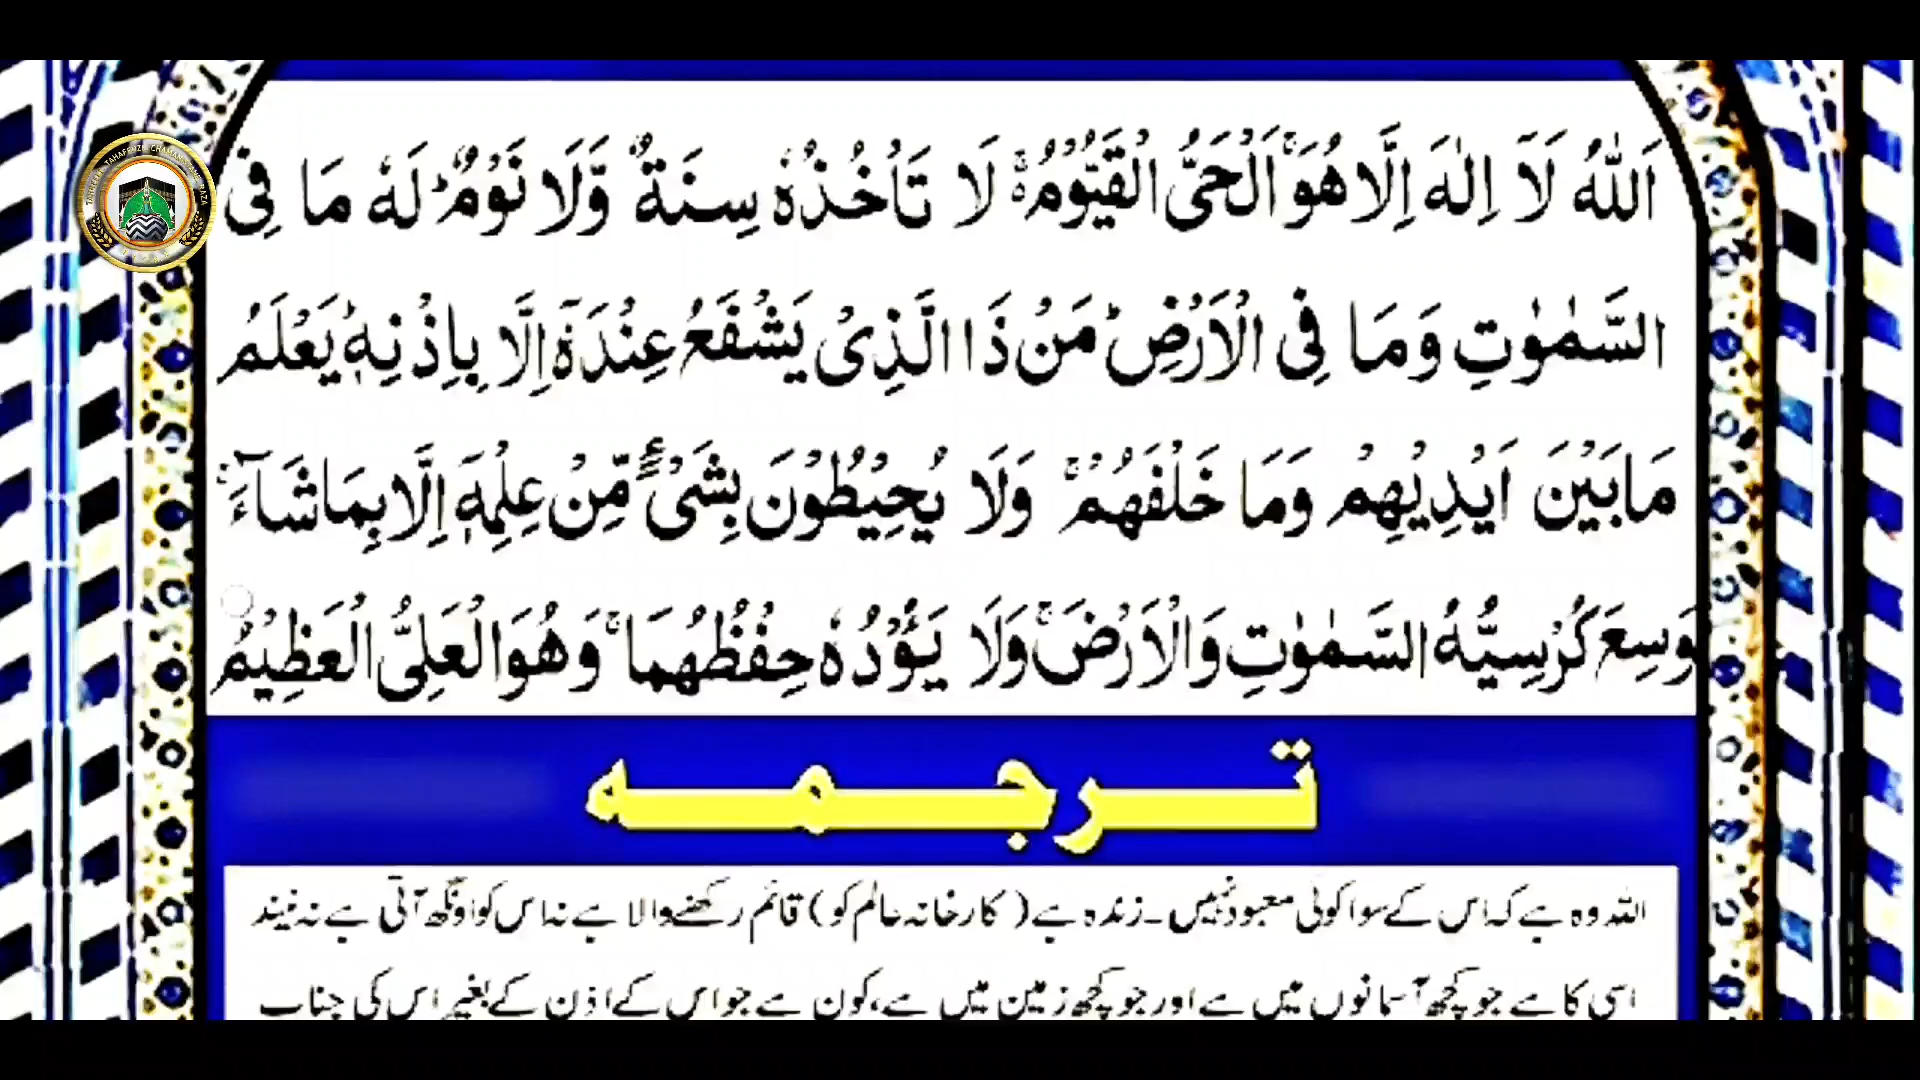 اَللّٰهُ لَاۤ اِلٰهَ اِلَّا هُوَۚ اَلْحَیُّ الْقَیُّوْمُ۬ۚ لَا تَاْخُذُهٗ سِنَةٌ وَّلَا نَوْمٌؕ لَهٗ مَا فِی
السَّمٰوٰتِ وَمَا فِی الْاَرْضِؕ مَنْ ذَا الَّذِیْ یَشْفَعُ عِنْدَهٗۤ اِلَّا بِاِذْنِهٖؕ یَعْلَمُ
مَا بَیْنَ اَیْدِیْهِمْ وَمَا خَلْفَهُمْۚ وَلَا یُحِیْطُوْنَ بِشَیْءٍ مِّنْ عِلْمِهٖۤ اِلَّا بِمَا شَآءَۚ
وَسِعَ كُرْسِیُّهُ السَّمٰوٰتِ وَالْاَرْضَۚ وَلَا یَـُٔوْدُهٗ حِفْظُهُمَاۚ وَهُوَ الْعَلِیُّ الْعَظِیْمُ
ترجمه
اللہ وہ ہے کہ اس کے سوا کوئی معبود نہیں۔ زندہ ہے (کارخانہ عالم کو) قائم رکھنے والا ہے نہ اس کو اونگھ آتی ہے نہ نیند
اسی کا ہے جو کچھ آسمانوں میں ہے اور جو کچھ زمین میں ہے، کون ہے جو اس کے اذن کے بغیر اس کی جناب